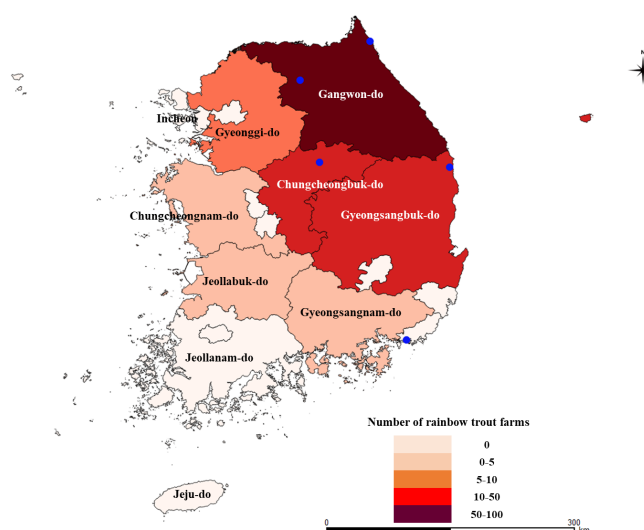 N
Gangwon-do
Incheon
Gyeonggi-do
Chungcheongbuk-do
Chungcheongnam-do
Gyeongsangbuk-do
Jeollabuk-do
Gyeongsangnam-do
Jeollanam-do
Jeju-do
Number of rainbow trout farms
0
0-5
5-10
10-50
50-100
0 300
km